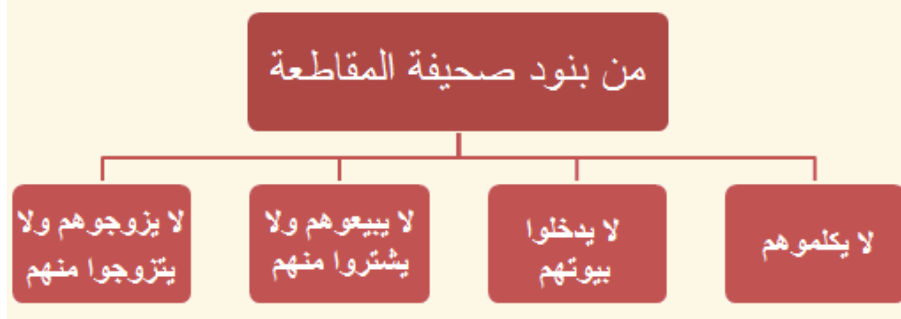 من بنود صحيفة المقاطعة
لا يكلموهم
لا يدخلوا
بيوتهم
لا يبيعوهم ولا
يشتروا منهم
لا يزوجوهم ولا
يتزوجوا منهم